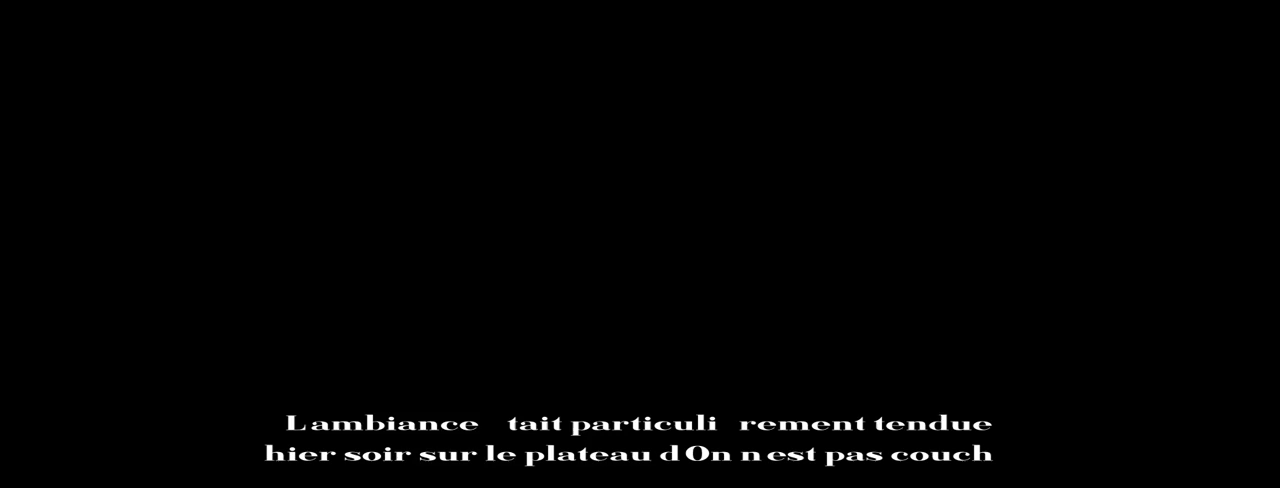 L ambiance tait particuli rement tendue
hier soir sur le plateau d On n est pas couch